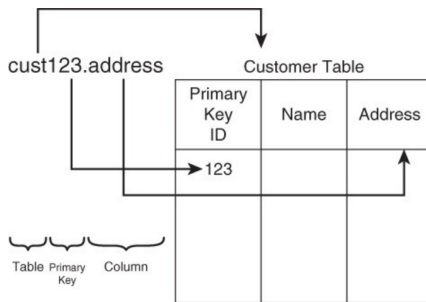 cust123.address
Customer Table
Primary
Key
ID
Name
Address
123
Table
Primary
Key
Column